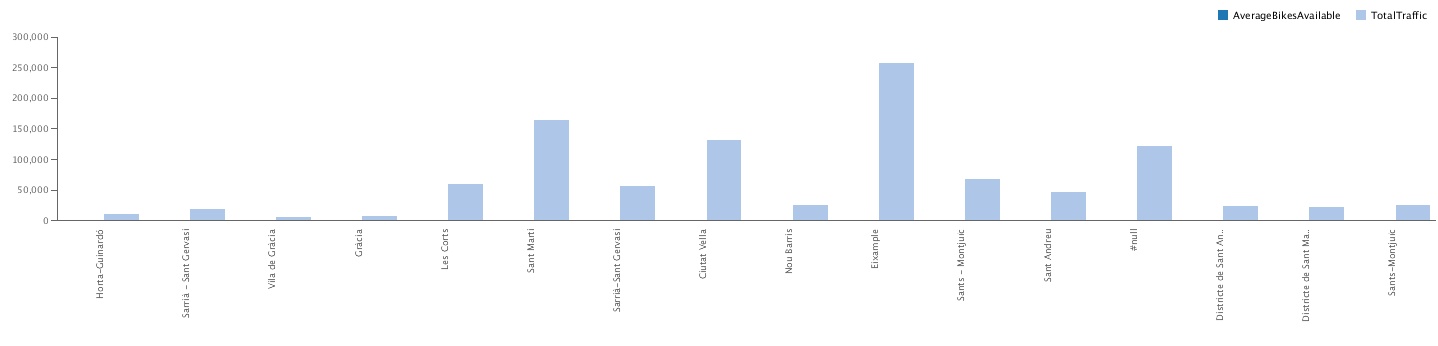 AverageBikesAvailable TotalTraffic
300,000
250,000
200,000
150,000
100,000
50,000
0
Horta-Guinardó
Sarrià - Sant Gervasi
Vila de Gràcia
Gràcia
Les Corts
Sant Martí
Sarrià-Sant Gervasi
Ciutat Vella
Nou Barris
Eixample
Sants - Montjuïc
Sant Andreu
#null
Districte de Sant An..
Districte de Sant Ma..
Sants-Montjuïc